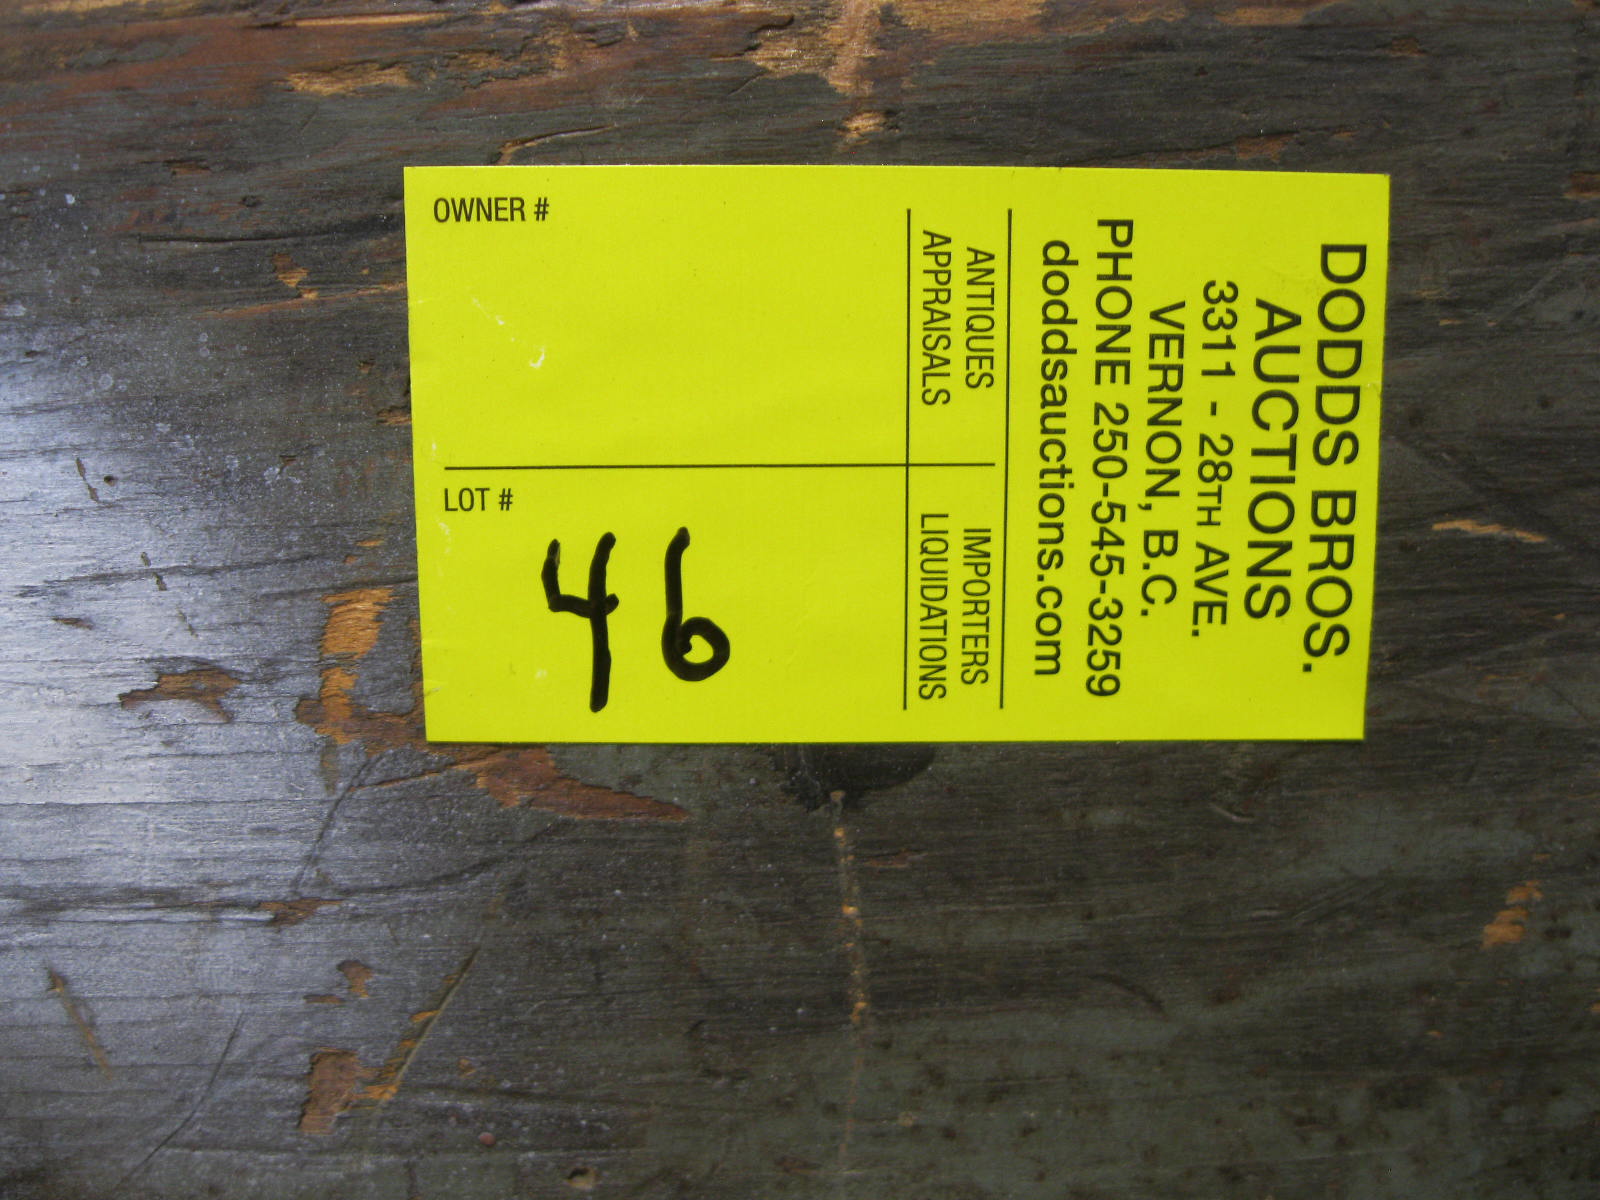 DODDS BROS.
AUCTIONS
3311 - 28TH AVE.
VERNON, B.C.
PHONE 250-545-3259
doddsauctions.com
ANTIQUES IMPORTERS
APPRAISALS LIQUIDATIONS
OWNER #
LOT #
46